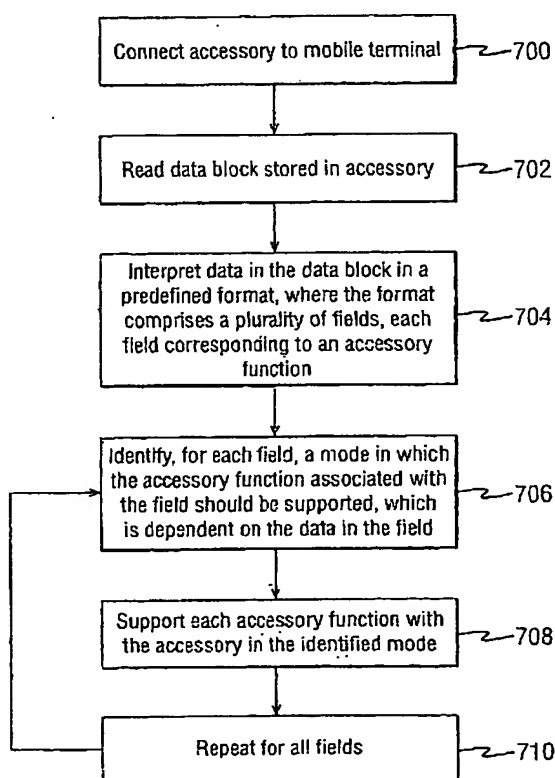 Connect accessory to mobile terminal
700
Read data block stored in accessory
702
Interpret data in the data block in a
predefined format, where the format
comprises a plurality of fields, each
field corresponding to an accessory
function
704
Identify, for each field, a mode in which
the accessory function associated with
the field should be supported, which
is dependent on the data in the field
706
Support each accessory function with
the accessory in the identified mode
708
Repeat for all fields
710